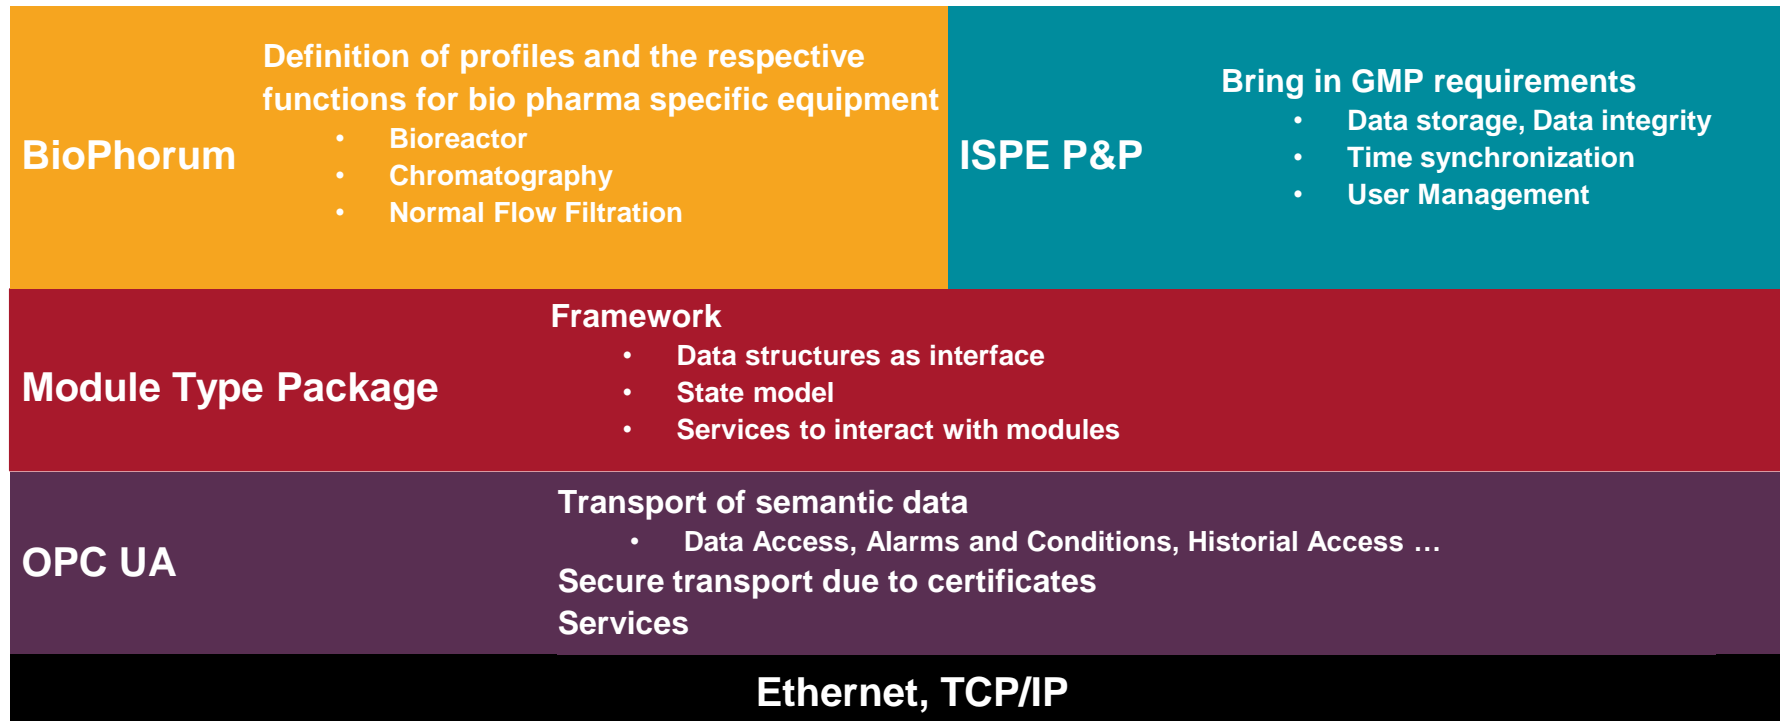 BioPhorum
Definition of profiles and the respective
functions for bio pharma specific equipment
• Bioreactor
• Chromatography
• Normal Flow Filtration
ISPE P&P
Bring in GMP requirements
• Data storage, Data integrity
• Time synchronization
• User Management
Module Type Package
Framework
• Data structures as interface
• State model
• Services to interact with modules
OPC UA
Transport of semantic data
• Data Access, Alarms and Conditions, Historial Access …
Secure transport due to certificates
Services
Ethernet, TCP/IP